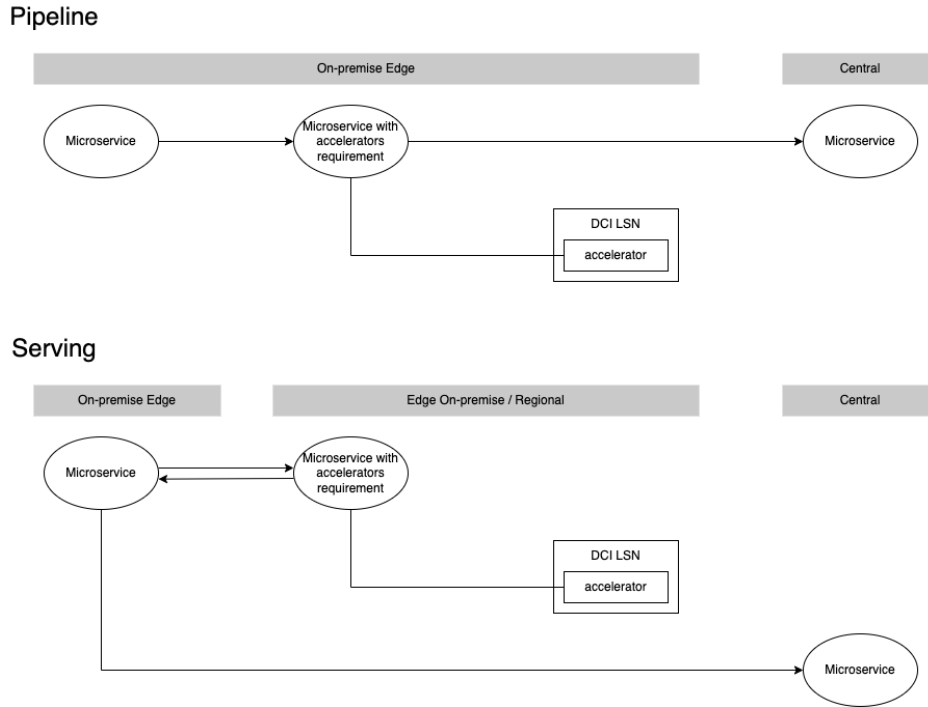 Pipeline
On-premise Edge
Central
Microservice
Microservice with
accelerators
requirement
Microservice
DCI LSN
accelerator
Serving
On-premise Edge
Edge On-premise / Regional
Central
Microservice
Microservice with
accelerators
requirement
DCI LSN
accelerator
Microservice